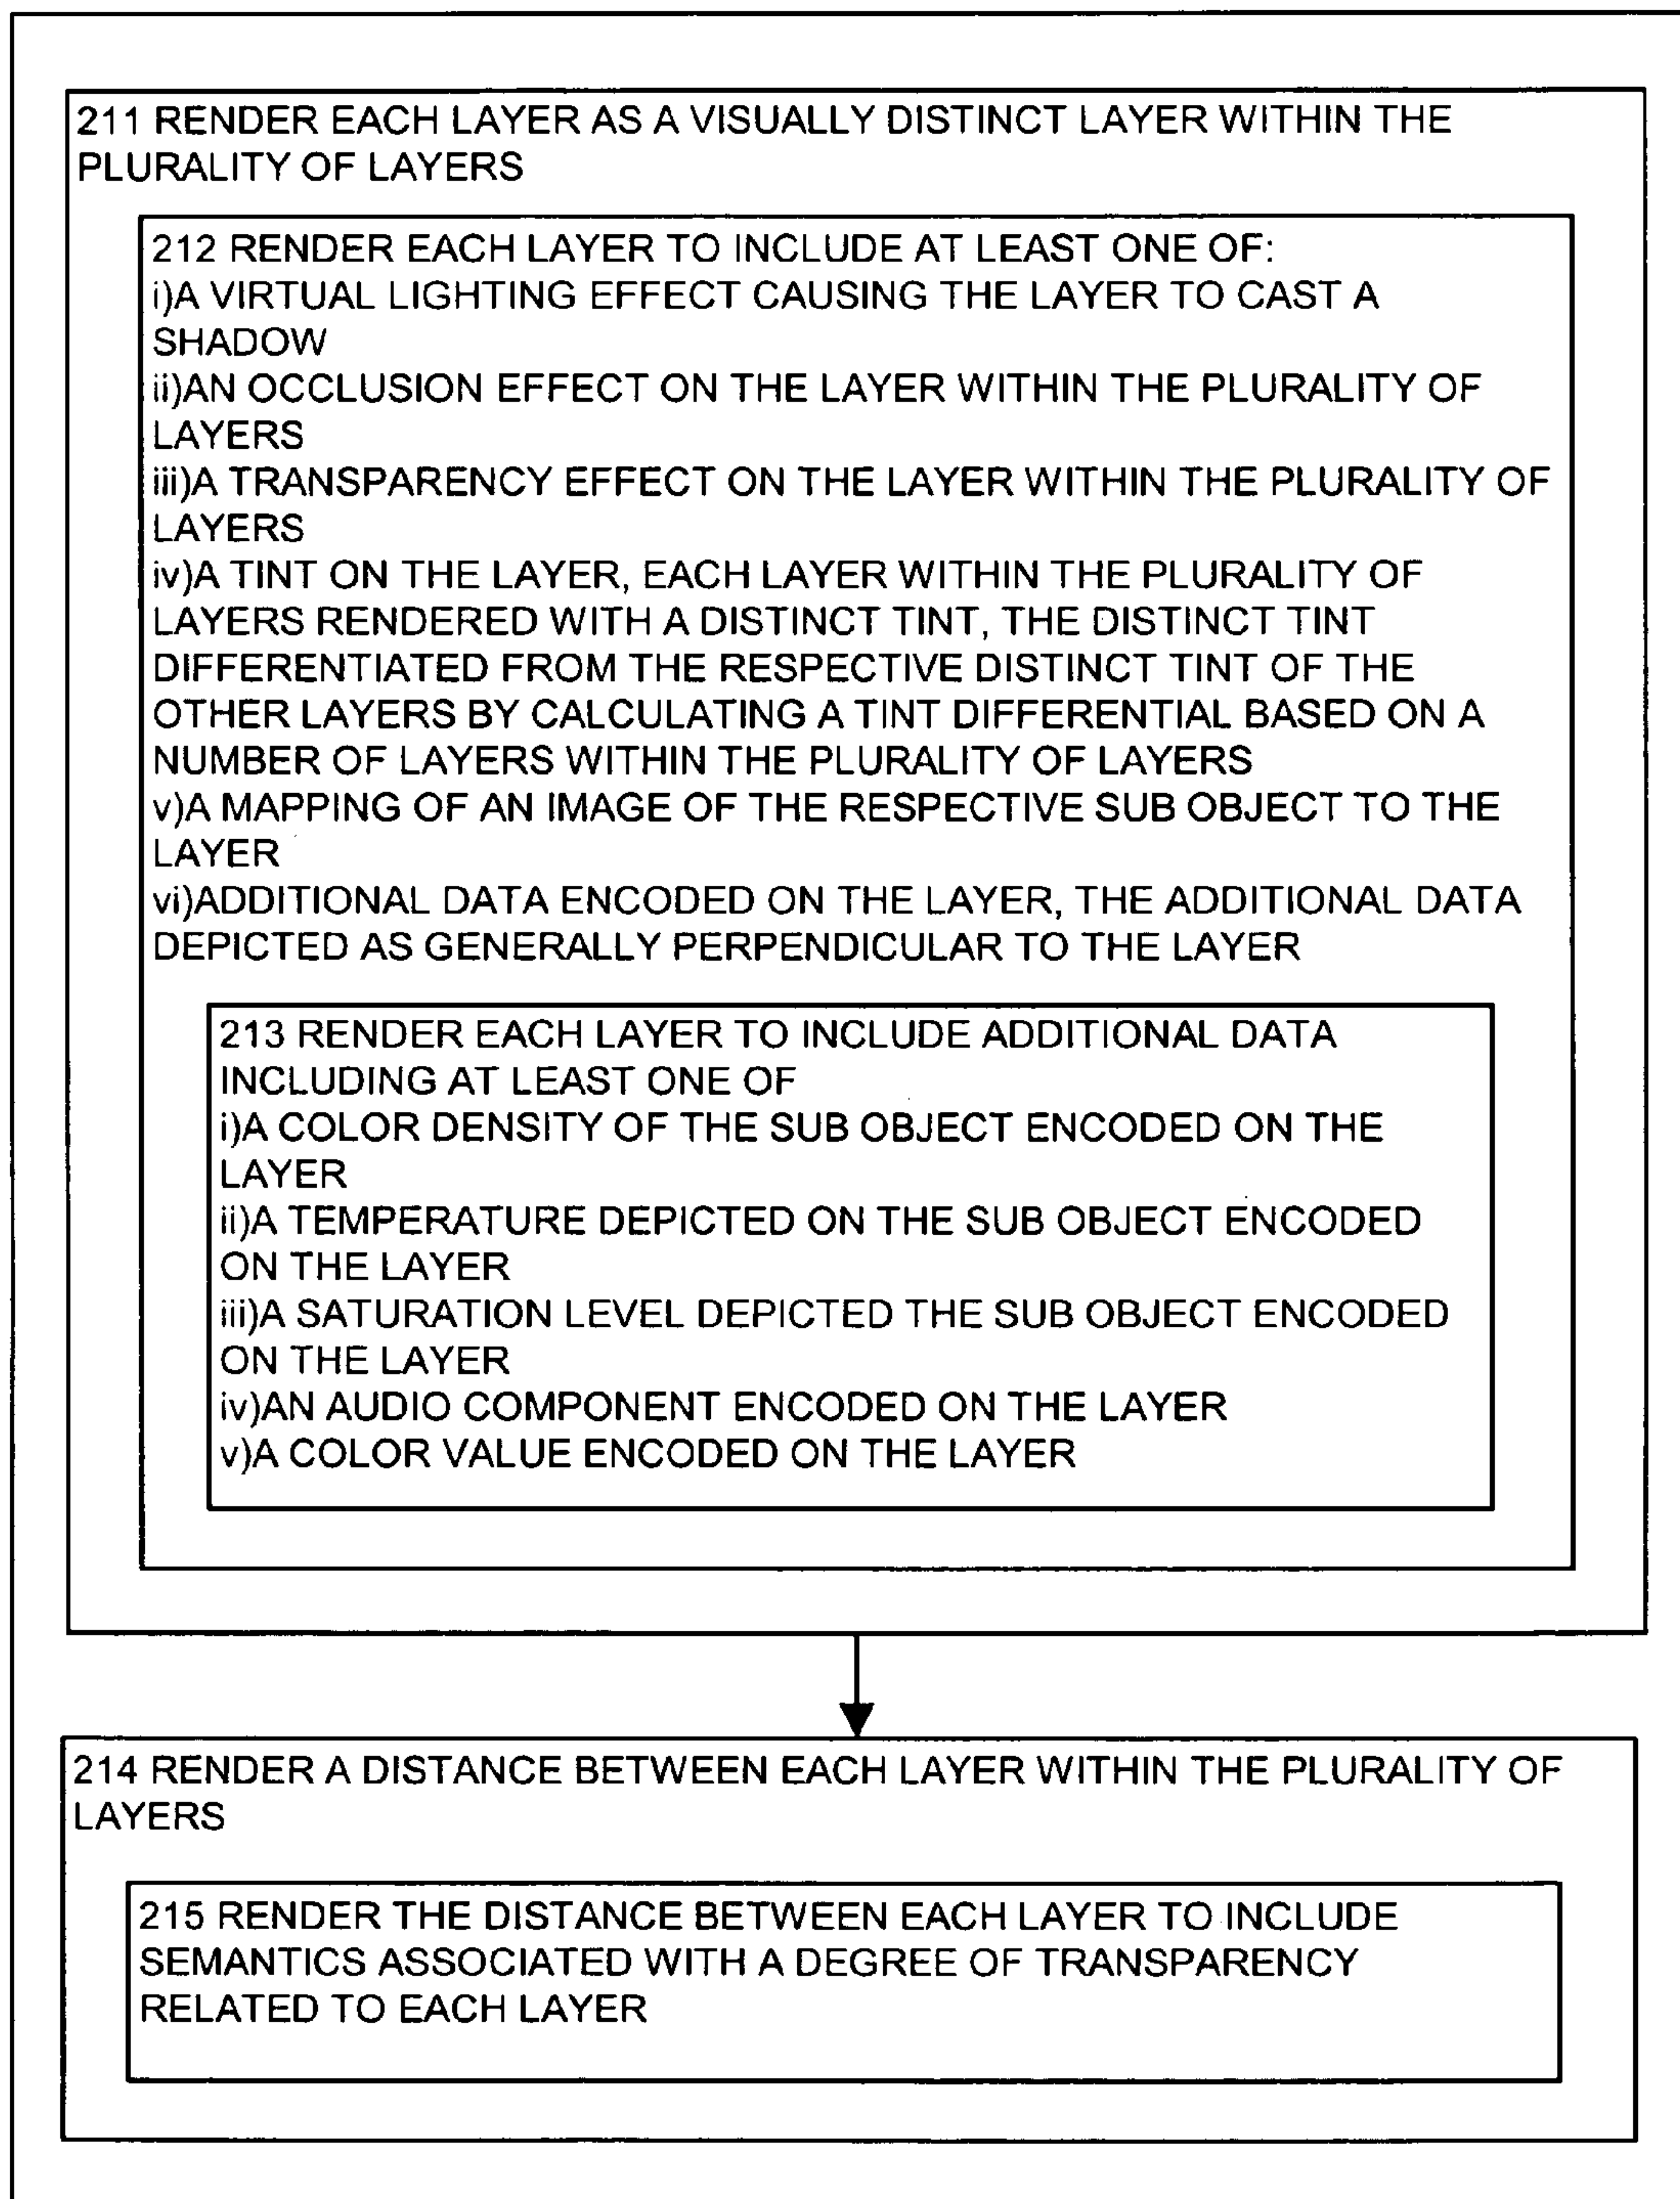 211 RENDER EACH LAYER AS A VISUALLY DISTINCT LAYER WITHIN THE
PLURALITY OF LAYERS
212 RENDER EACH LAYER TO INCLUDE AT LEAST ONE OF:
i)A VIRTUAL LIGHTING EFFECT CAUSING THE LAYER TO CAST A
SHADOW
ii)AN OCCLUSION EFFECT ON THE LAYER WITHIN THE PLURALITY OF
LAYERS
iii)A TRANSPARENCY EFFECT ON THE LAYER WITHIN THE PLURALITY OF
LAYERS
iv)A TINT ON THE LAYER, EACH LAYER WITHIN THE PLURALITY OF
LAYERS RENDERED WITH A DISTINCT TINT, THE DISTINCT TINT
DIFFERENTIATED FROM THE RESPECTIVE DISTINCT TINT OF THE
OTHER LAYERS BY CALCULATING A TINT DIFFERENTIAL BASED ON A
NUMBER OF LAYERS WITHIN THE PLURALITY OF LAYERS
v)A MAPPING OF AN IMAGE OF THE RESPECTIVE SUB OBJECT TO THE
LAYER
vi)ADDITIONAL DATA ENCODED ON THE LAYER, THE ADDITIONAL DATA
DEPICTED AS GENERALLY PERPENDICULAR TO THE LAYER
213 RENDER EACH LAYER TO INCLUDE ADDITIONAL DATA
INCLUDING AT LEAST ONE OF
i)A COLOR DENSITY OF THE SUB OBJECT ENCODED ON THE
LAYER
ii)A TEMPERATURE DEPICTED ON THE SUB OBJECT ENCODED
ON THE LAYER
iii)A SATURATION LEVEL DEPICTED THE SUB OBJECT ENCODED
ON THE LAYER
iv)AN AUDIO COMPONENT ENCODED ON THE LAYER
v)A COLOR VALUE ENCODED ON THE LAYER
214 RENDER A DISTANCE BETWEEN EACH LAYER WITHIN THE PLURALITY OF
LAYERS
215 RENDER THE DISTANCE BETWEEN EACH LAYER TO INCLUDE
SEMANTICS ASSOCIATED WITH A DEGREE OF TRANSPARENCY
RELATED TO EACH LAYER